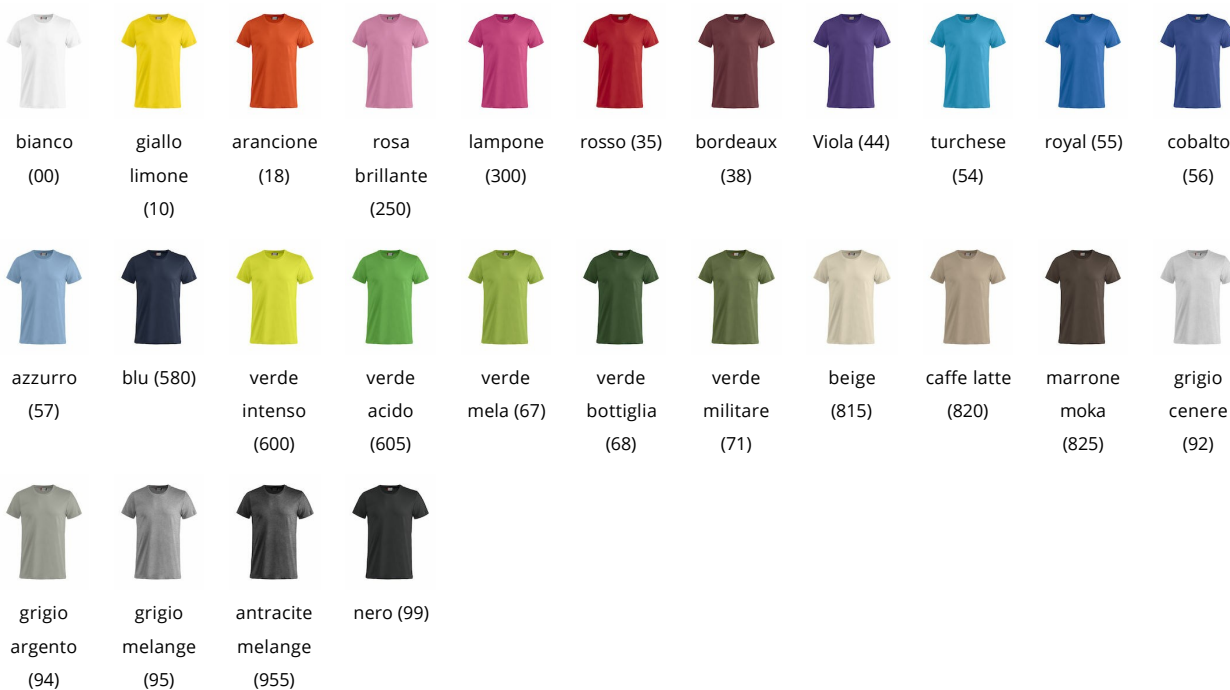 bianco
(00)
giallo
limone
(10)
arancione
(18)
rosa
brillante
(250)
lampone
(300)
rosso (35)
bordeaux
(38)
Viola (44)
turchese
(54)
royal (55)
cobalto
(56)
azzurro
(57)
blu (580)
verde
intenso
(600)
verde
acido
(605)
verde
mela (67)
verde
bottiglia
(68)
verde
militare
(71)
beige
(815)
caffe latte
(820)
marrone
moka
(825)
grigio
cenere
(92)
grigio
argento
(94)
grigio
melange
(95)
antracite
melange
(955)
nero (99)